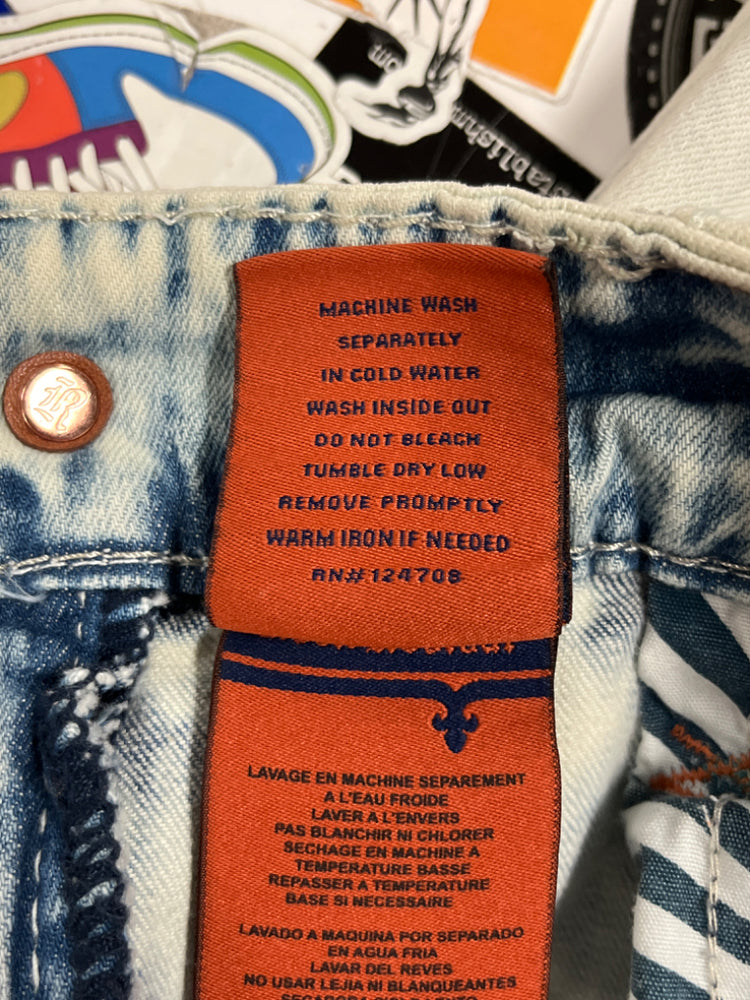 MACHINE WASH
SEPARATELY
IN COLD WATER
WASH INSIDE OUT
DO NOT BLEACH
TUMBLE DRY LOW
REMOVE PROMPTLY
WARM IRON IF NEEDED
RN# 124708
LAVAGE EN MACHINE SEPAREMENT
A L'EAU FROIDE
LAVER A L'ENVERS
PAS BLANCHIR NI CHLORER
SECHAGE EN MACHINE A
TEMPERATURE BASSE
REPASSER A TEMPERATURE
BASE SI NECESSAIRE
LAVADO A MAQUINA POR SEPARADO
EN AGUA FRIA
LAVAR DEL REVES
NO USAR LEJIA NI BLANQUEANTES